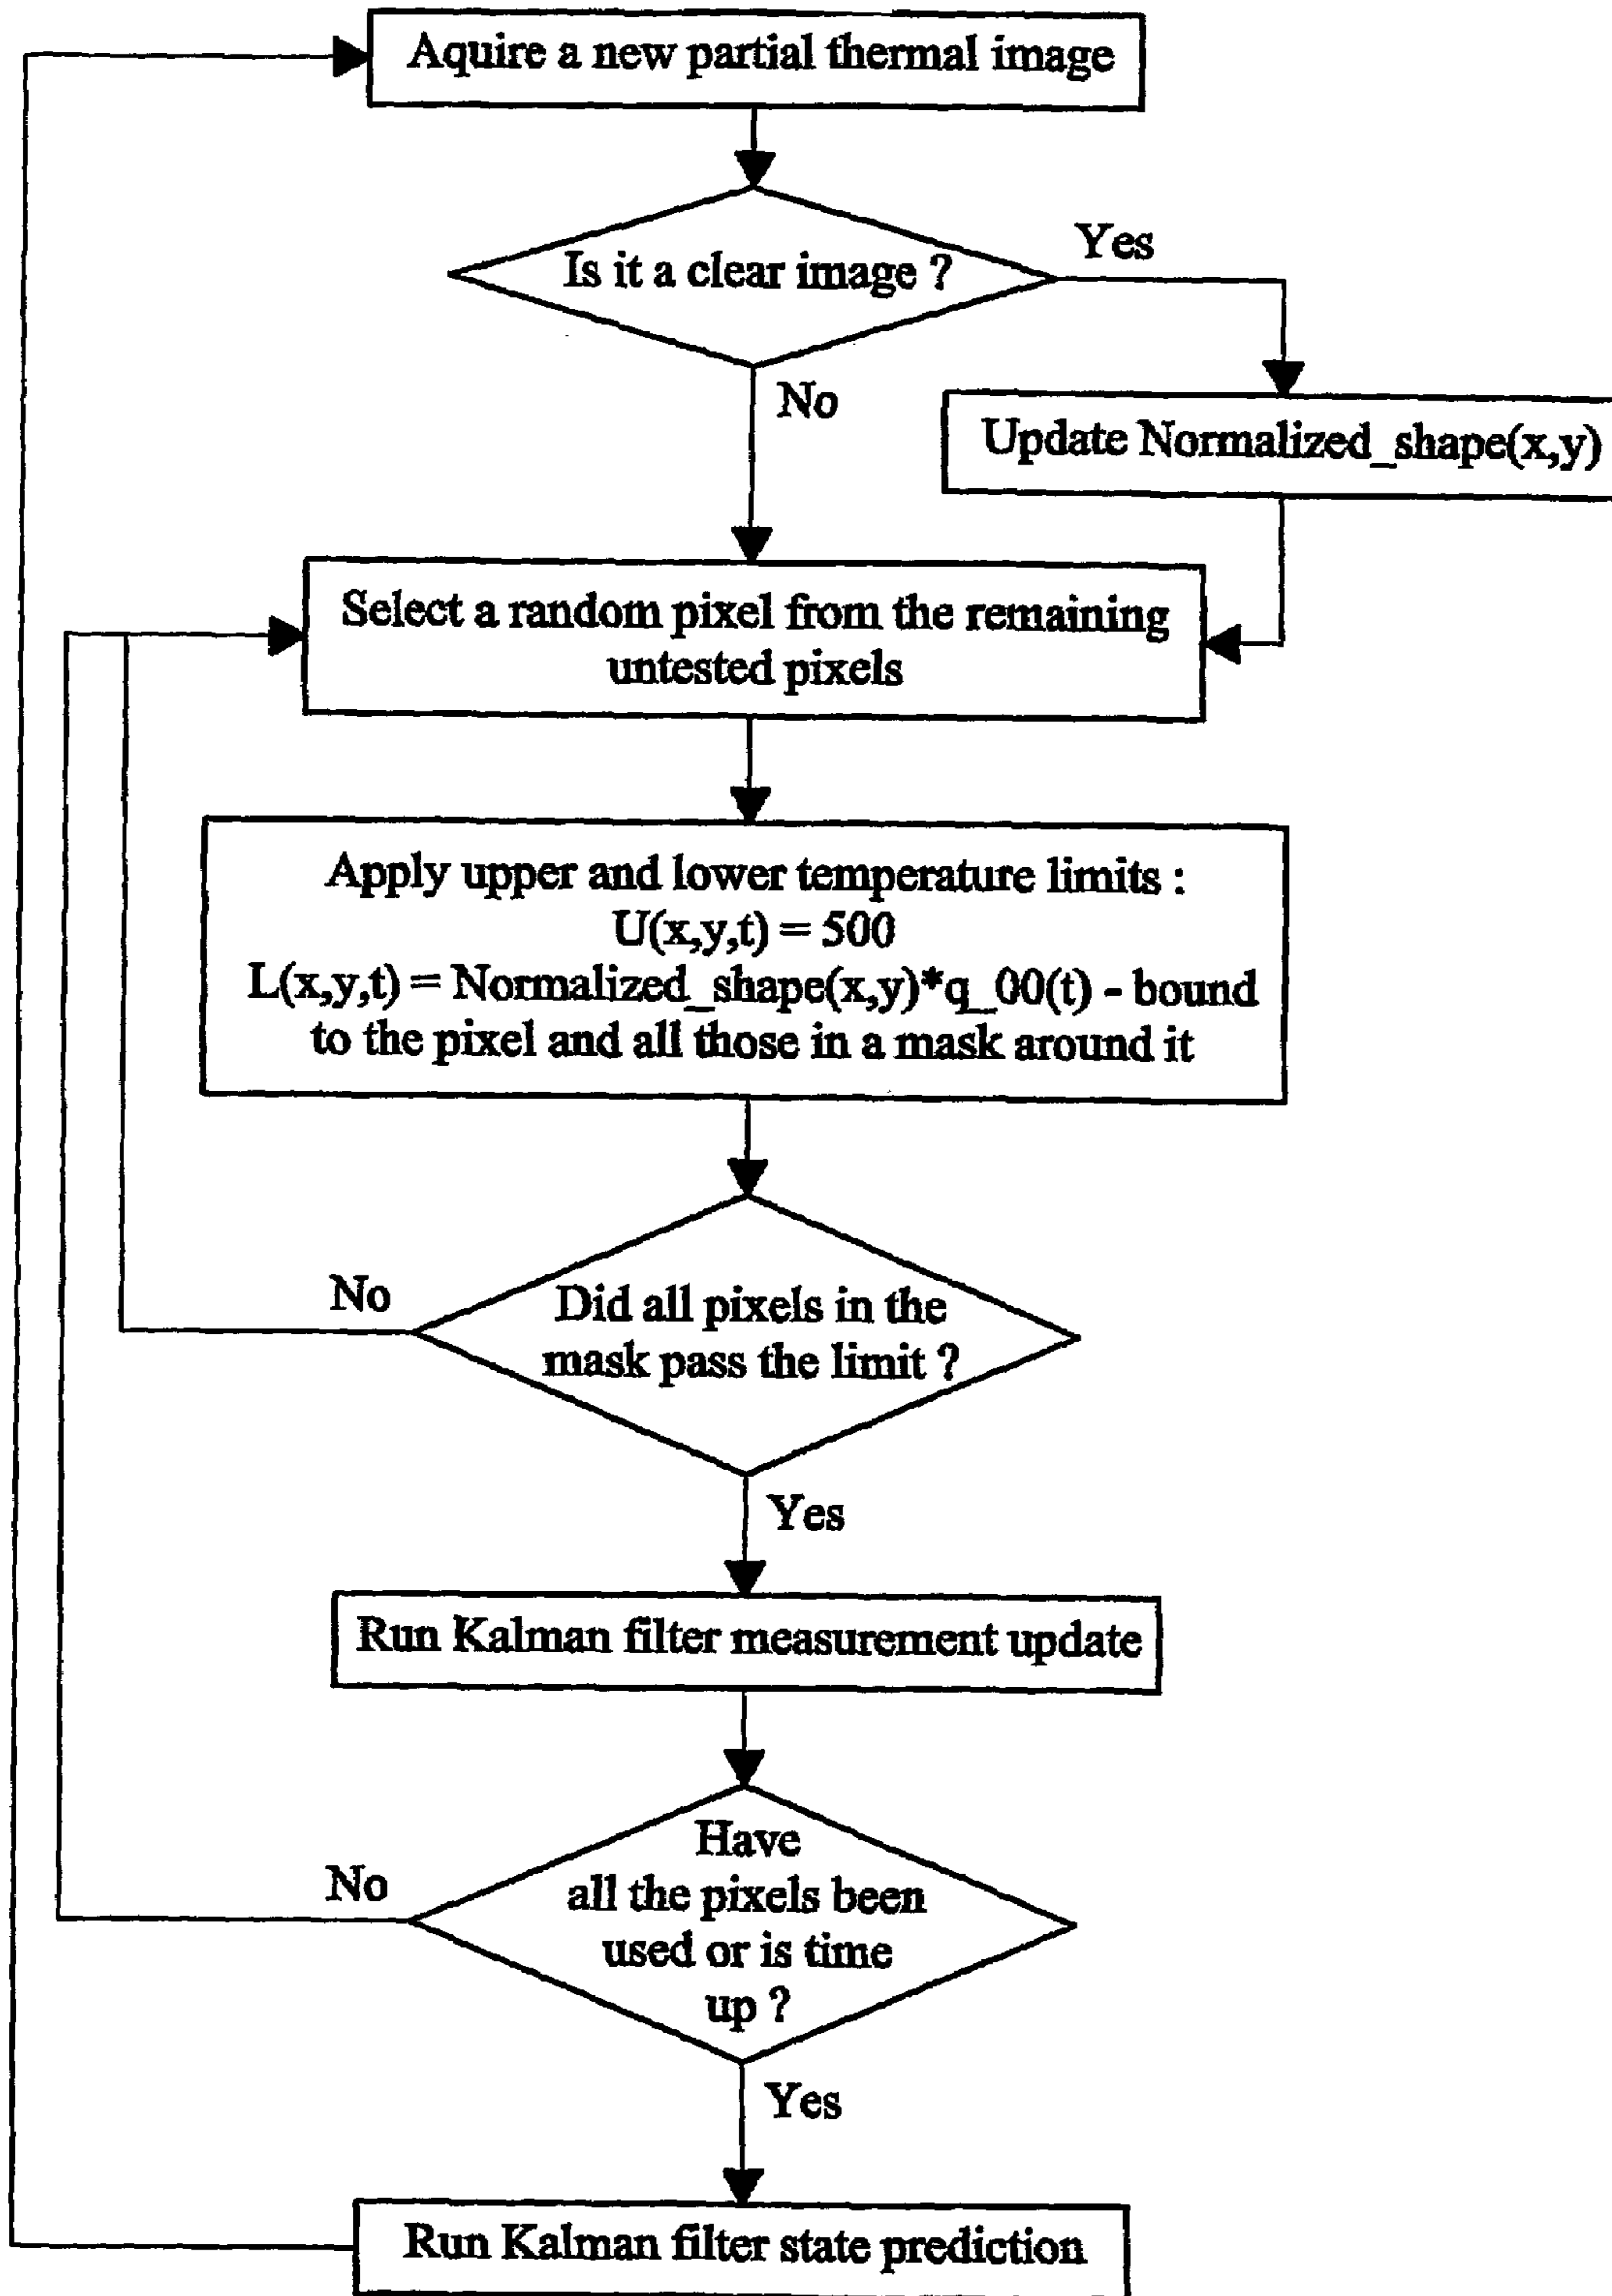 Aquire a new partial thermal image
Is it a clear image ?
Yes
No
Update Normalized_shape(x,y)
Select a random pixel from the remaining
untested pixels
Apply upper and lower temperature limits :
U(x,y,t) = 500
L(x,y,t) = Normalized_shape(x,y)*q_00(t) - bound
to the pixel and all those in a mask around it
No
Did all pixels in the
mask pass the limit ?
Yes
Run Kalman filter measurement update
No
Have
all the pixels been
used or is time
up ?
Yes
Run Kalman filter state prediction